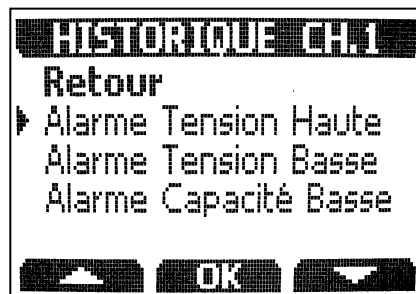 HISTORIQUE CH.1
Retour
Alarme Tension Haute
Alarme Tension Basse
Alarme Capacité Basse
OK